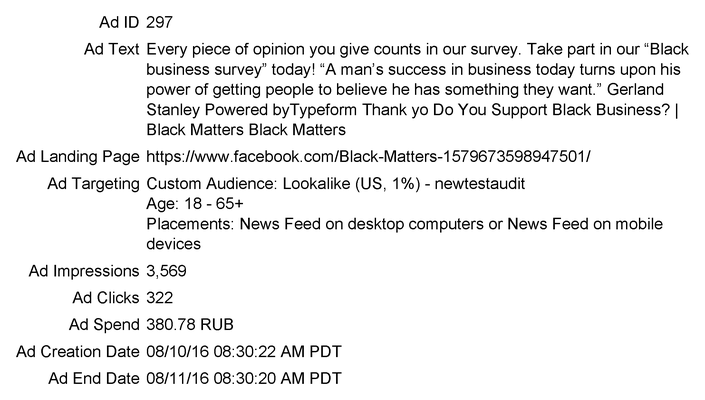 Ad ID 297
Ad Text Every piece of opinion you give counts in our survey. Take part in our “Black
business survey” today! “A man’s success in business today turns upon his
power of getting people to believe he has something they want.” Gerland
Stanley Powered byTypeform Thank yo Do You Support Black Business? |
Black Matters Black Matters
Ad Landing Page https://www.facebook.com/Black-Matters-1579673598947501/
Ad Targeting Custom Audience: Lookalike (US, 1%) - newtestaudit
Age: 18 - 65+
Placements: News Feed on desktop computers or News Feed on mobile
devices
Ad Impressions 3,569
Ad Clicks 322
Ad Spend 380.78 RUB
Ad Creation Date 08/10/16 08:30:22 AM PDT
Ad End Date 08/11/16 08:30:20 AM PDT